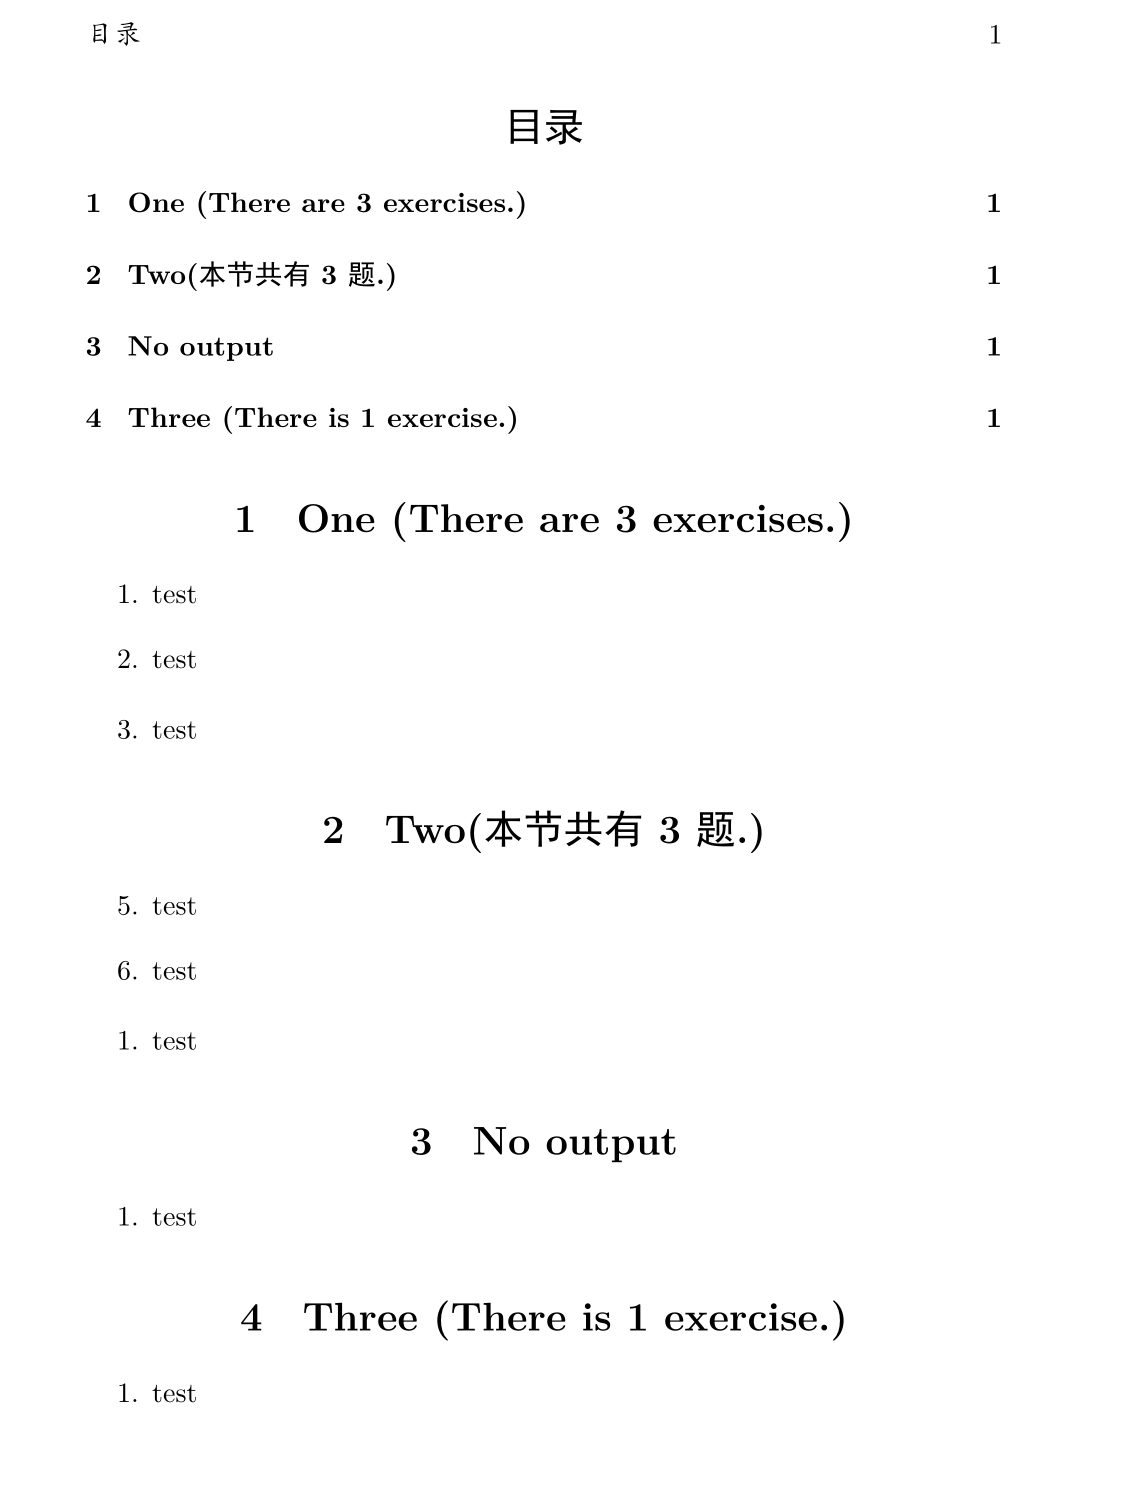 目录 1
目录
1 One (There are 3 exercises.) 1
2 Two(本节共有 3 题.) 1
3 No output 1
4 Three (There is 1 exercise.) 1
1 One (There are 3 exercises.)
1. test
2. test
3. test
2 Two(本节共有 3 题.)
5. test
6. test
1. test
3 No output
1. test
4 Three (There is 1 exercise.)
1. test